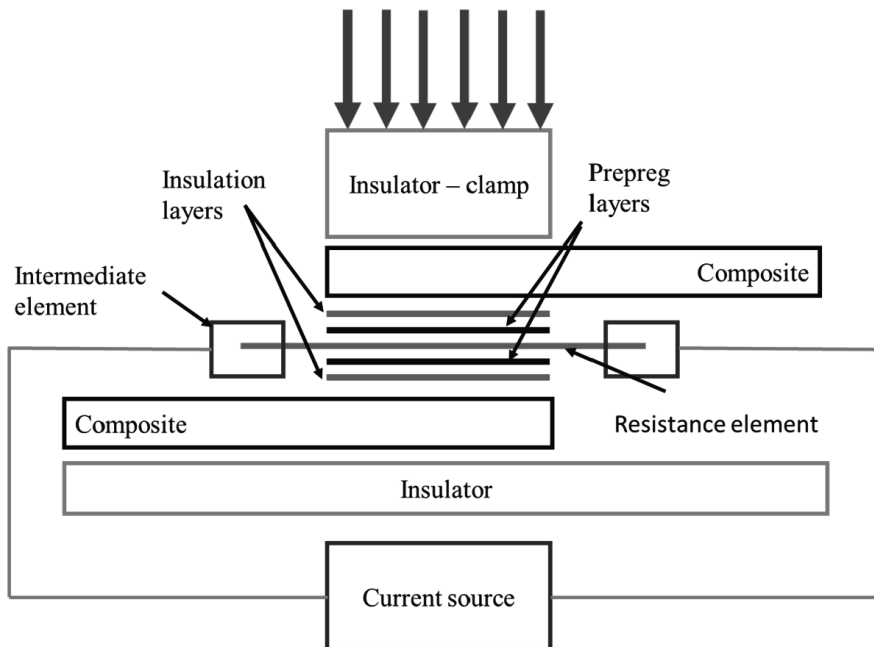 Insulator – clamp
Insulation
layers
Prepreg
layers
Composite
Intermediate
element
Composite
Resistance element
Insulator
Current source